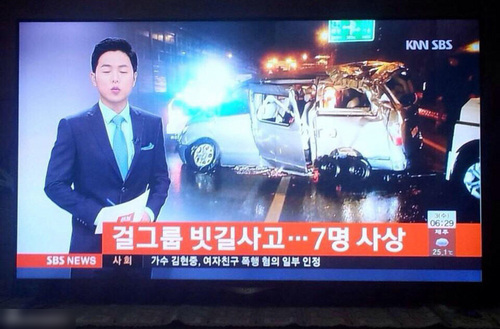 KNN SBS
걸그룹 빗길사고···7명 사상
06:29
제주
25.1℃
SBS NEWS
사 회 가수 김현중, 여자친구 폭행 혐의 일부 인정